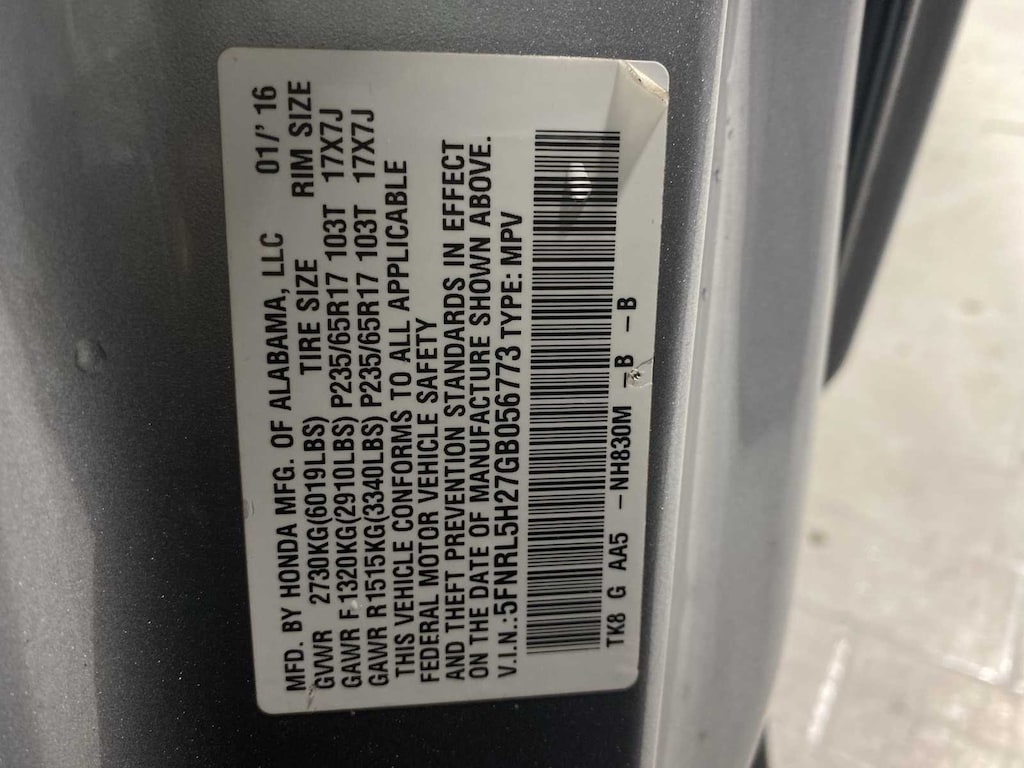 MFD. BY HONDA MFG. OF ALABAMA, LLC 01/' 16
GVWR 2730KG(6019LBS) TIRE SIZE RIM SIZE
GAWR F 1320KG(2910LBS) P235/65R17 103T 17X7J
GAWR R1515KG(3340LBS) P235/65R17 103T 17X7J
THIS VEHICLE CONFORMS TO ALL APPLICABLE
FEDERAL MOTOR VEHICLE SAFETY
AND THEFT PREVENTION STANDARDS IN EFFECT
ON THE DATE OF MANUFACTURE SHOWN ABOVE.
V.I.N.:5FNRL5H27GB056773 TYPE: MPV
TK8 G AA5 -NH830M -B -B